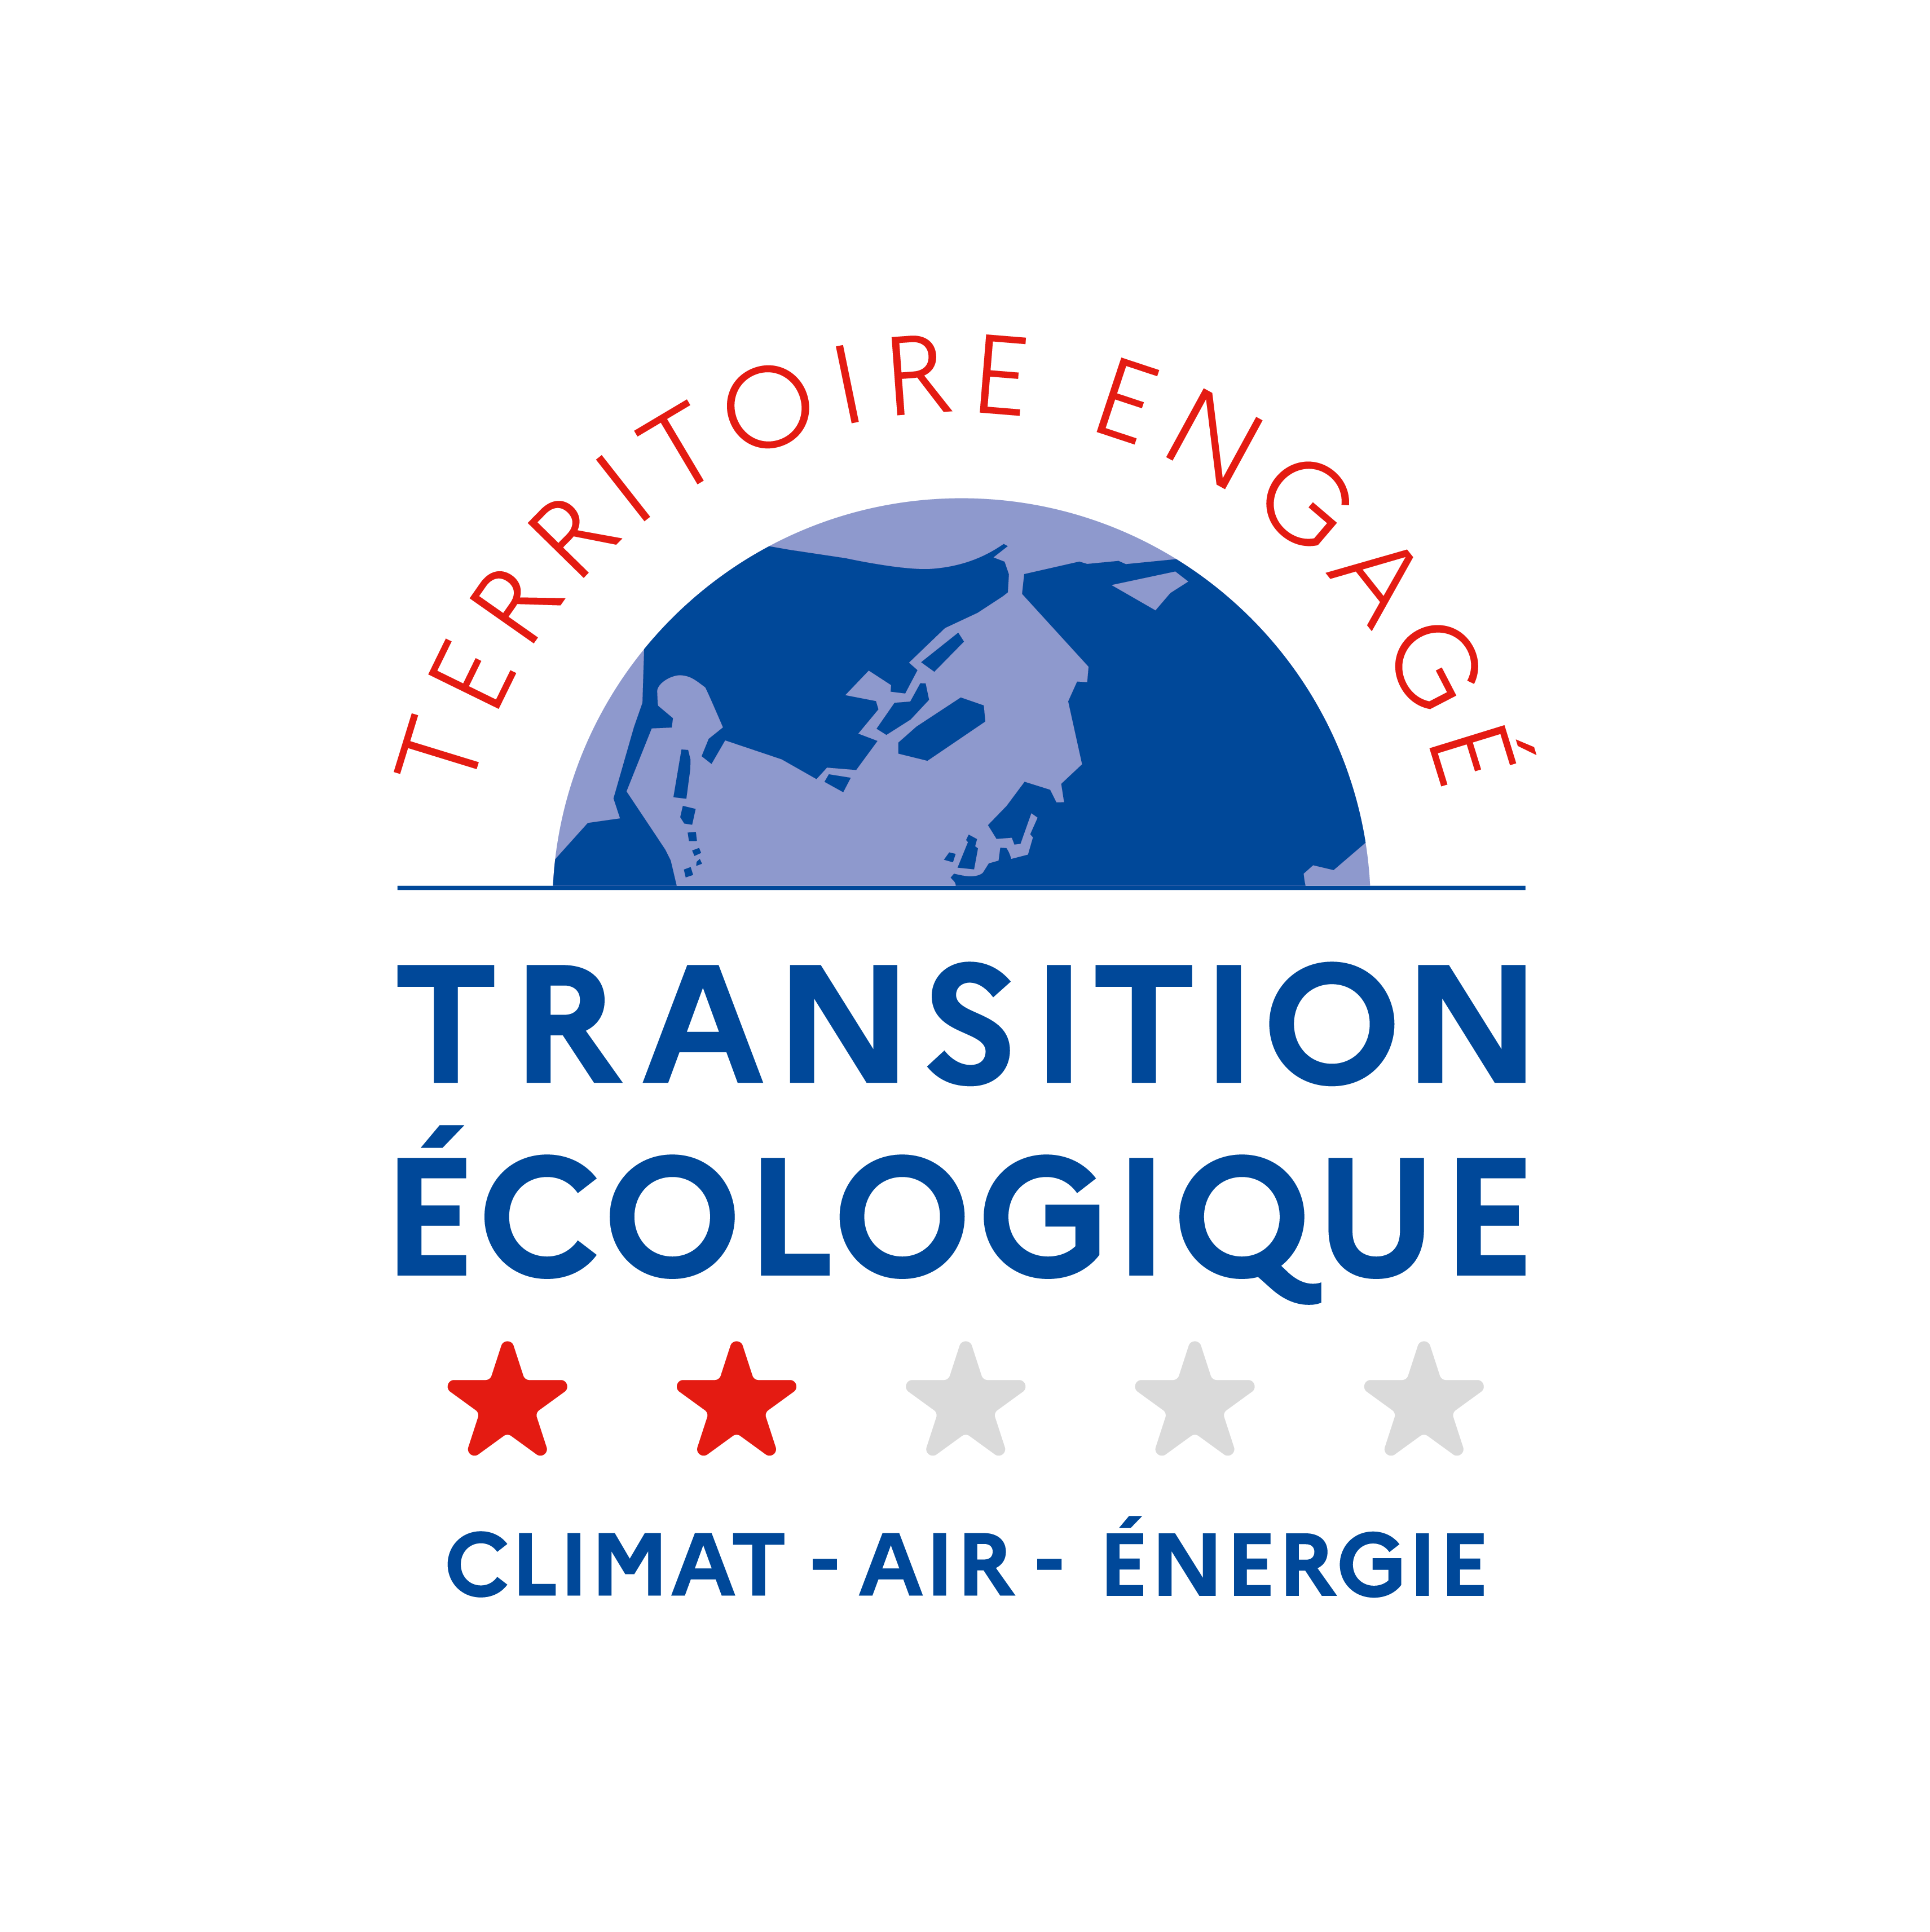 TERRITOIRE ENGAGÉ
TRANSITION
ÉCOLOGIQUE
CLIMAT - AIR - ÉNERGIE